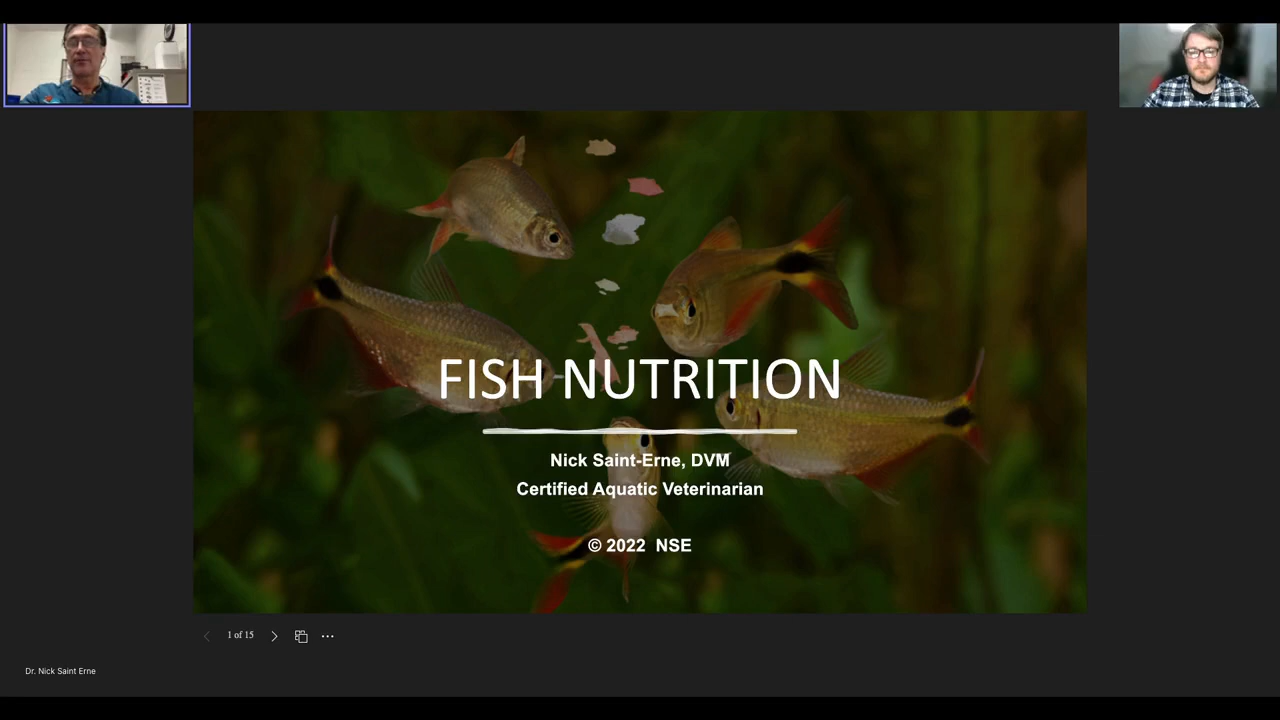 FISH NUTRITION
Nick Saint-Erne, DVM
Certified Aquatic Veterinarian
© 2022 NSE
1 of 15
Dr. Nick Saint Erne